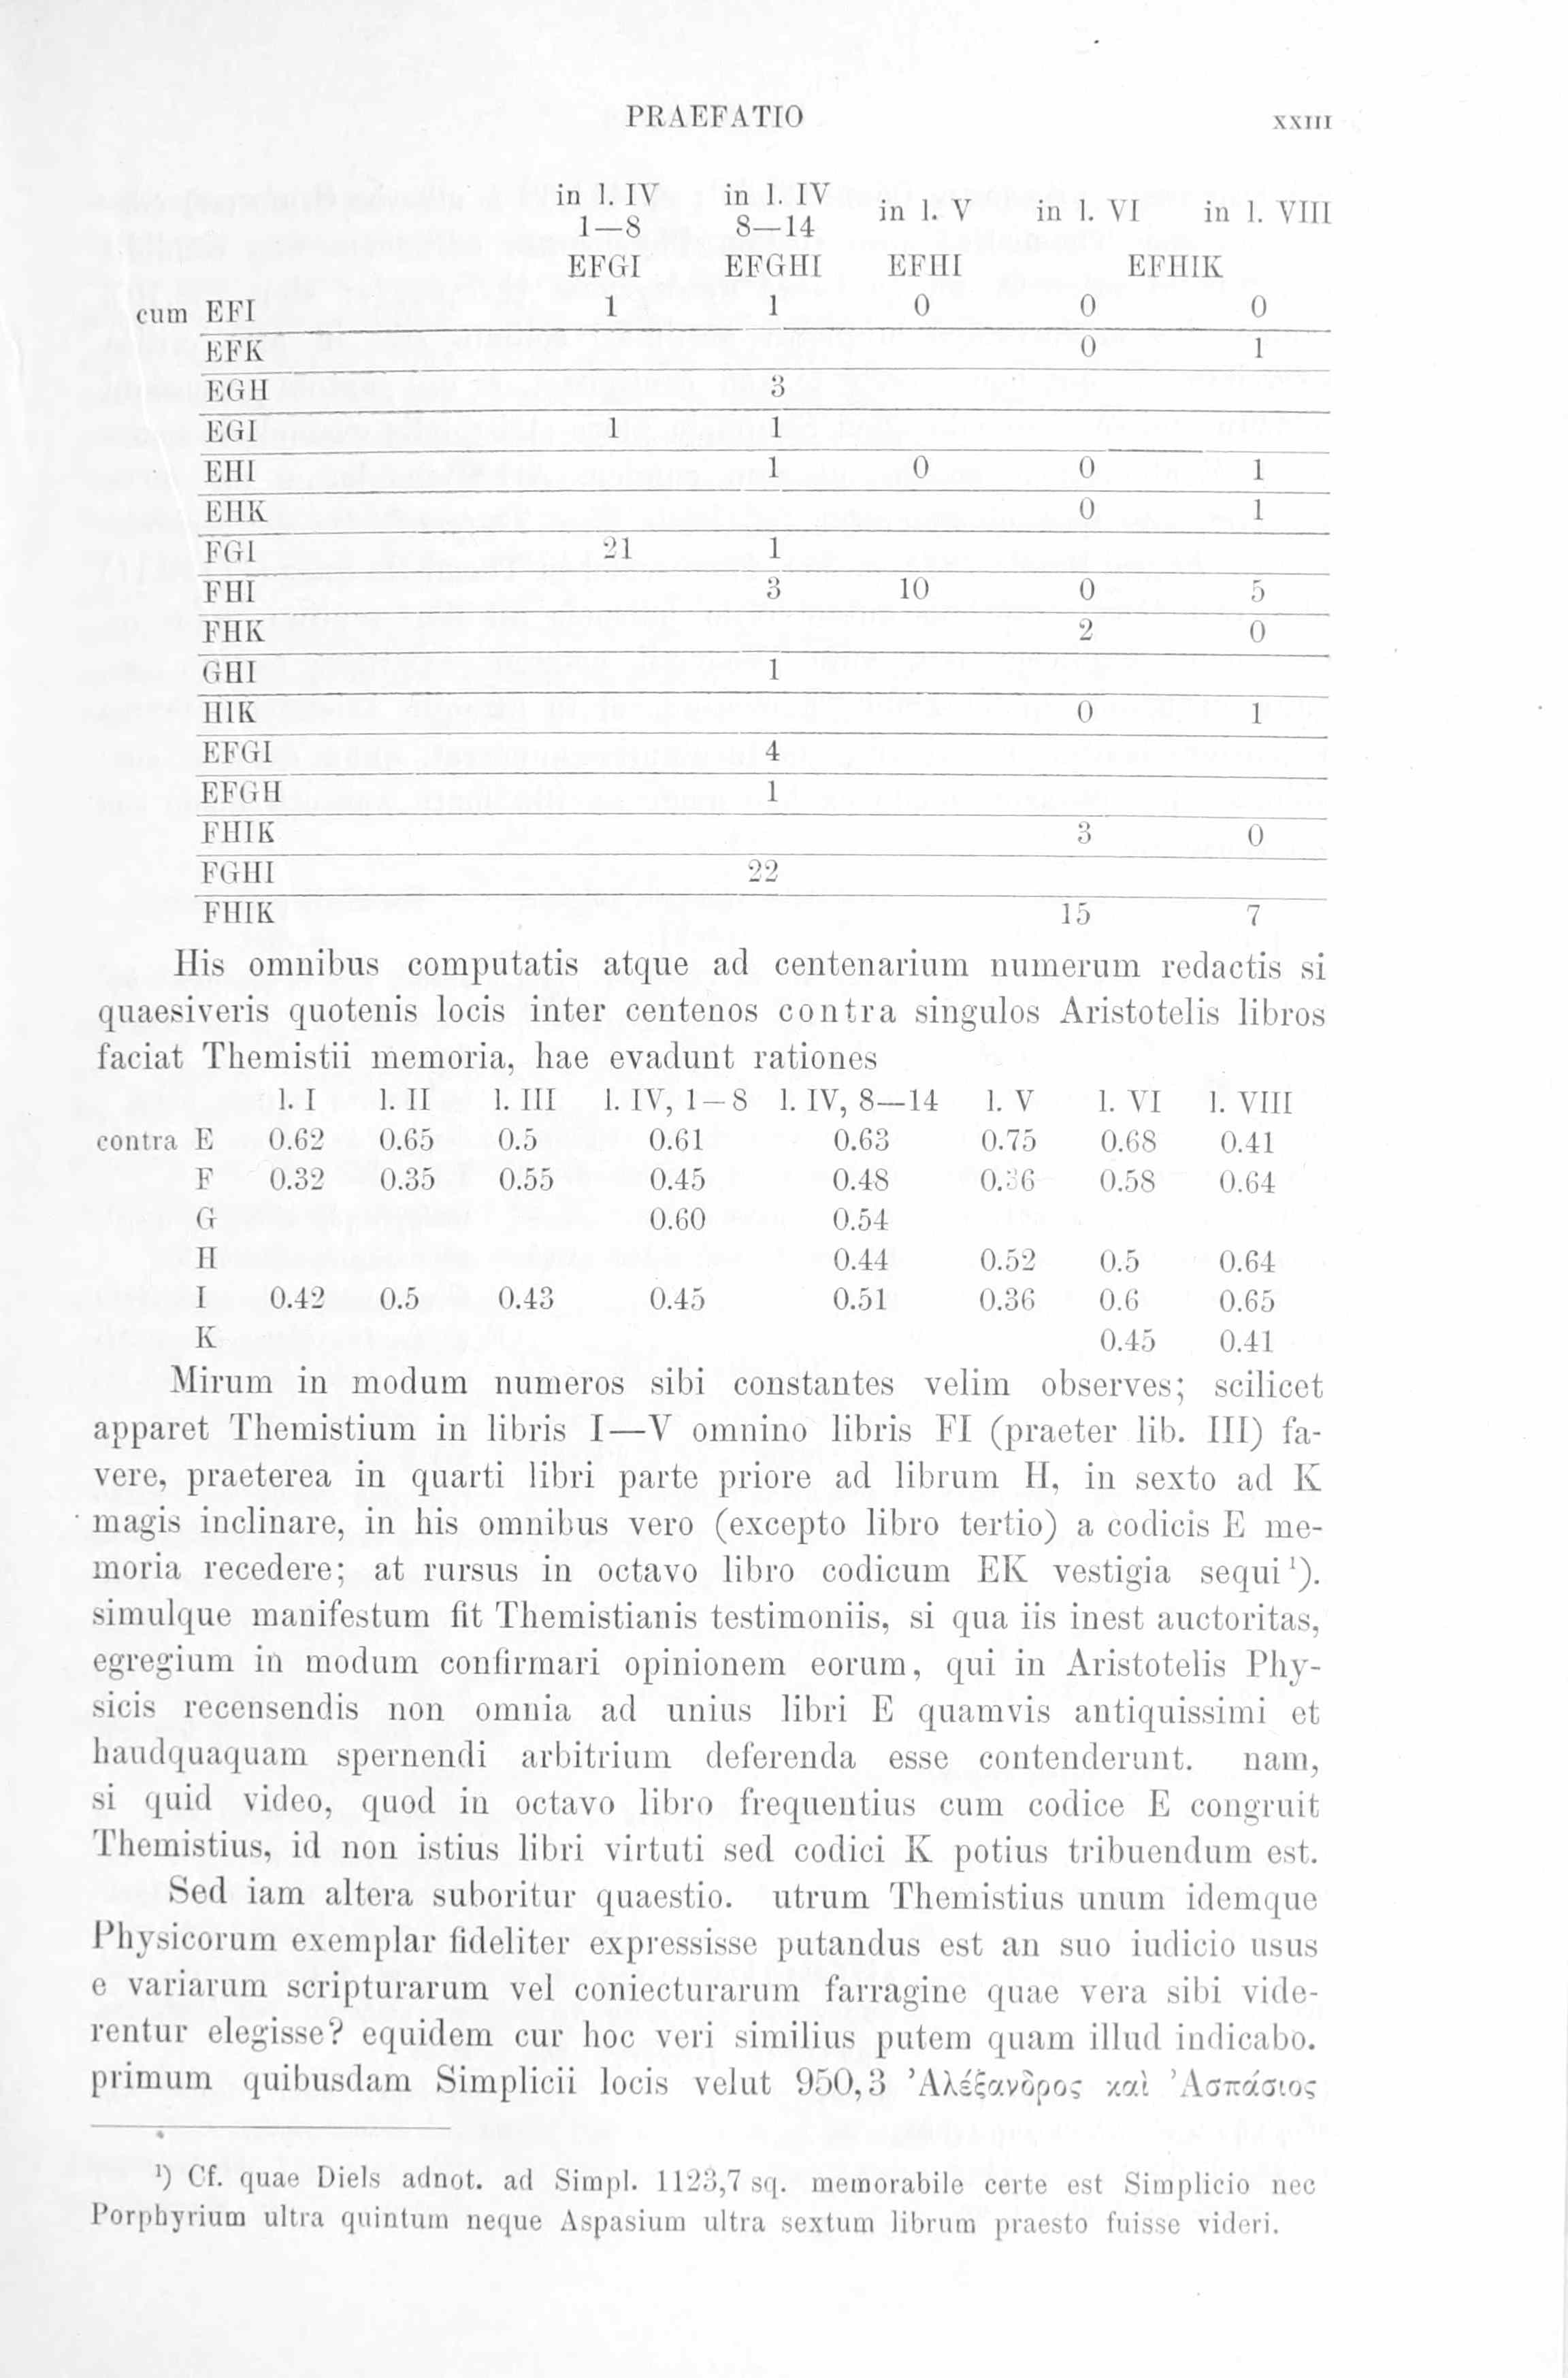 PRAEFATIO XXIII
in l. IV in l. IV in l. V in l. VI in l. VIII
1—8 8—14
EFGI EFGHI EFHI EFHIK
cum EFI 1 1 0 0 0
EFK 0 1
EGH 3
EGI 1 1
EHI 1 0 0 1
EHK 0 1
FGI 21 1
FHI 3 10 0 5
FHK 2 0
GHI 1
HIK 0 1
EFGI 4
EFGH 1
FHIK 3 0
FGHI 22
FHIK 15 7
His omnibus computatis atque ad centenarium numerum redactis si
quaesiveris quotenis locis inter centenos contra singulos Aristotelis libros
faciat Themistii memoria, hae evadunt rationes
l. I l. II l. III l. IV, 1—8 l. IV, 8—14 l. V l. VI l. VIII
contra E 0.62 0.65 0.5 0.61 0.63 0.75 0.68 0.41
F 0.32 0.35 0.55 0.45 0.48 0.36 0.58 0.64
G 0.60 0.54
H 0.44 0.52 0.5 0.64
I 0.42 0.5 0.43 0.45 0.51 0.36 0.6 0.65
K 0.45 0.41
Mirum in modum numeros sibi constantes velim observes; scilicet
apparet Themistium in libris I—V omnino libris FI (praeter lib. III) fa-
vere, praeterea in quarti libri parte priore ad librum H, in sexto ad K
magis inclinare, in his omnibus vero (excepto libro tertio) a codicis E me-
moria recedere; at rursus in octavo libro codicum EK vestigia sequi¹).
simulque manifestum fit Themistianis testimoniis, si qua iis inest auctoritas,
egregium in modum confirmari opinionem eorum, qui in Aristotelis Phy-
sicis recensendis non omnia ad unius libri E quamvis antiquissimi et
haudquaquam spernendi arbitrium deferenda esse contenderunt. nam,
si quid video, quod in octavo libro frequentius cum codice E congruit
Themistius, id non istius libri virtuti sed codici K potius tribuendum est.
Sed iam altera suboritur quaestio. utrum Themistius unum idemque
Physicorum exemplar fideliter expressisse putandus est an suo iudicio usus
e variarum scripturarum vel coniecturarum farragine quae vera sibi vide-
rentur elegisse? equidem cur hoc veri similius putem quam illud indicabo.
primum quibusdam Simplicii locis velut 950,3 Ἀλέξανδρος καὶ Ἀσπάσιος
¹) Cf. quae Diels adnot. ad Simpl. 1123,7 sq. memorabile certe est Simplicio nec
Porphyrium ultra quintum neque Aspasium ultra sextum librum praesto fuisse videri.